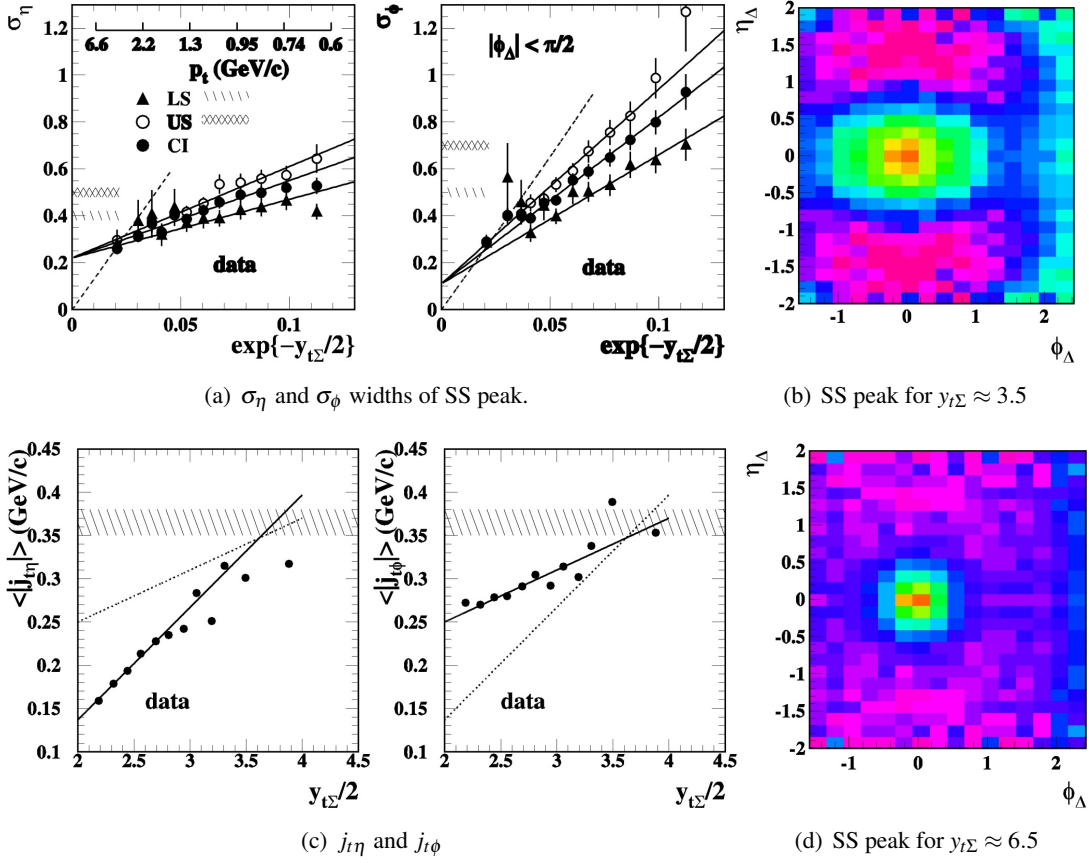 σ_η
1.2
1
0.8
0.6
0.4
0.2
0
6.6 2.2 1.3 0.95 0.74 0.6
p_t (GeV/c)
LS
US
CI
data
0 0.05 0.1
exp{−y_tΣ/2}
σ_ϕ
1.2
1
0.8
0.6
0.4
0.2
0
|ϕ_Δ| < π/2
data
0 0.05 0.1
exp{−y_tΣ/2}
(a) σ_η and σ_ϕ widths of SS peak.
η_Δ
2
1.5
1
0.5
0
-0.5
-1
-1.5
-2
-1 0 1 2
ϕ_Δ
(b) SS peak for y_tΣ ≈ 3.5
<|j_tη|> (GeV/c)
0.45
0.4
0.35
0.3
0.25
0.2
0.15
0.1
data
2 2.5 3 3.5 4 4.5
y_tΣ/2
<|j_tϕ|> (GeV/c)
0.45
0.4
0.35
0.3
0.25
0.2
0.15
0.1
data
2 2.5 3 3.5 4 4.5
y_tΣ/2
(c) j_tη and j_tϕ
η_Δ
2
1.5
1
0.5
0
-0.5
-1
-1.5
-2
-1 0 1 2
ϕ_Δ
(d) SS peak for y_tΣ ≈ 6.5